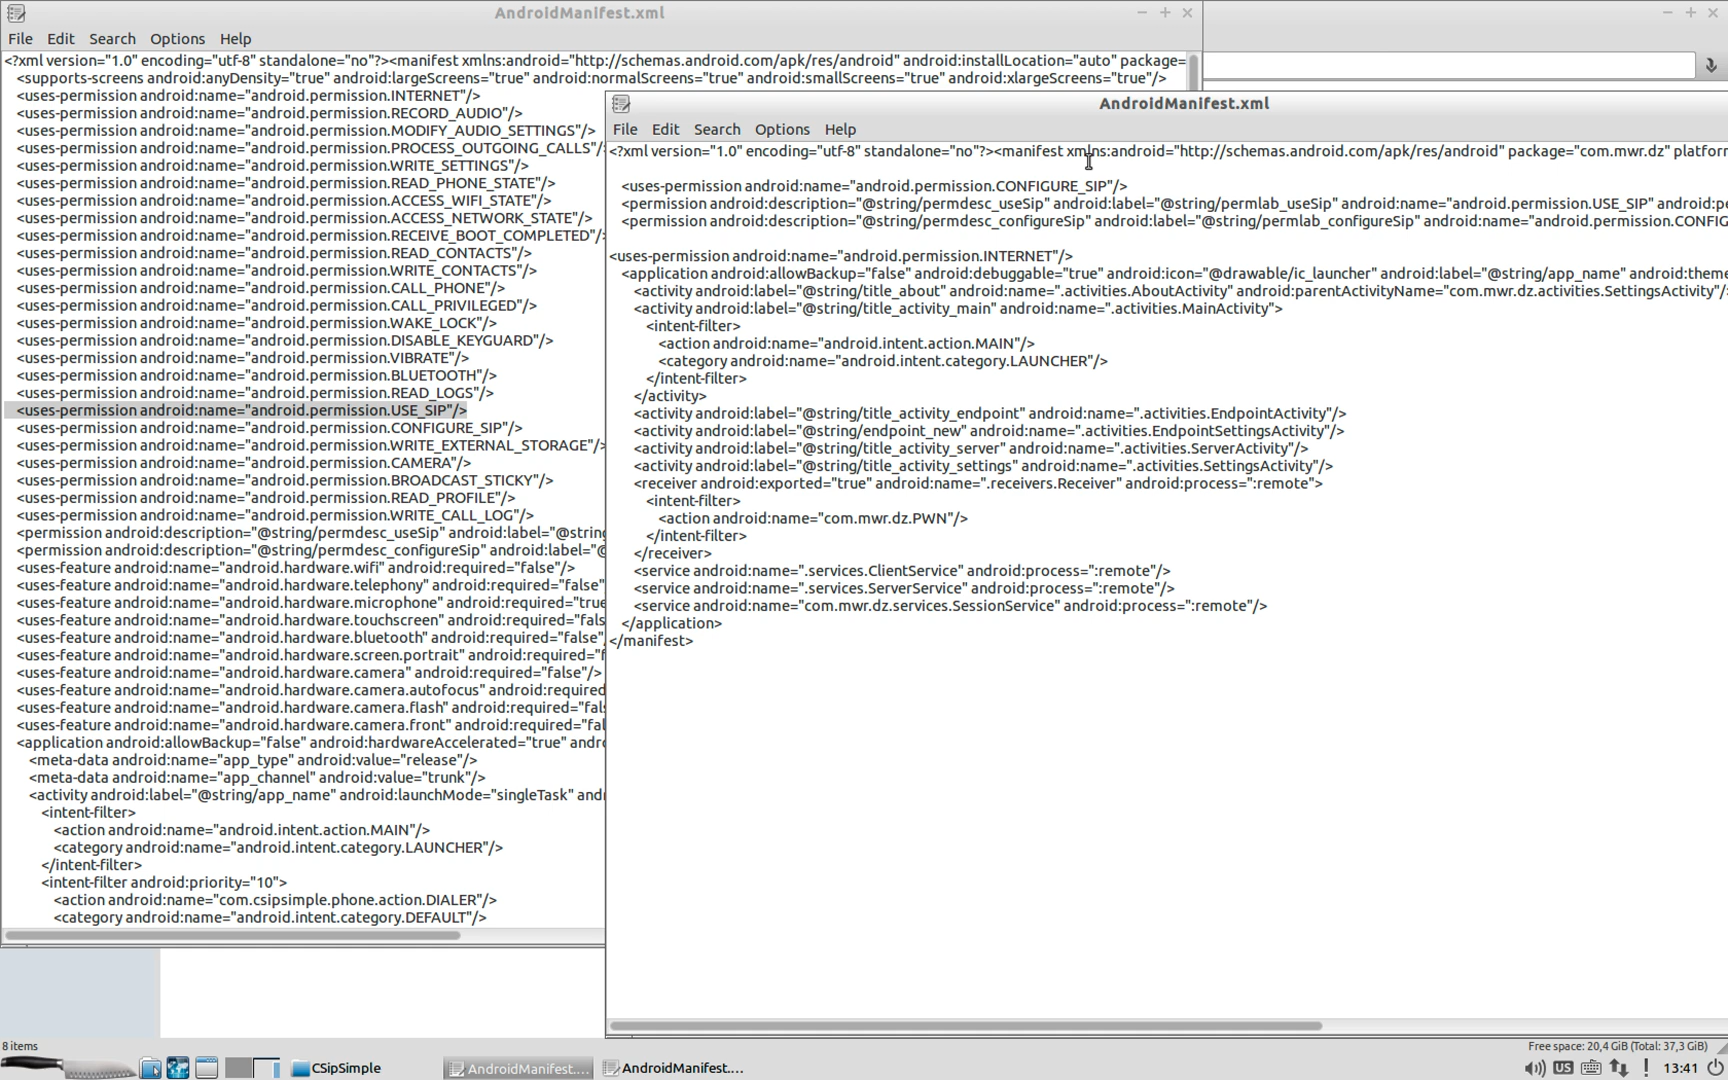 AndroidManifest.xml
File Edit Search Options Help
<?xml version="1.0" encoding="utf-8" standalone="no"?><manifest xmlns:android="http://schemas.android.com/apk/res/android" android:installLocation="auto" package=
<supports-screens android:anyDensity="true" android:largeScreens="true" android:normalScreens="true" android:smallScreens="true" android:xlargeScreens="true"/>
<uses-permission android:name="android.permission.INTERNET"/>
<uses-permission android:name="android.permission.RECORD_AUDIO"/>
<uses-permission android:name="android.permission.MODIFY_AUDIO_SETTINGS"/>
<uses-permission android:name="android.permission.PROCESS_OUTGOING_CALLS"/
<uses-permission android:name="android.permission.WRITE_SETTINGS"/>
<uses-permission android:name="android.permission.READ_PHONE_STATE"/>
<uses-permission android:name="android.permission.ACCESS_WIFI_STATE"/>
<uses-permission android:name="android.permission.ACCESS_NETWORK_STATE"/>
<uses-permission android:name="android.permission.RECEIVE_BOOT_COMPLETED"/
<uses-permission android:name="android.permission.READ_CONTACTS"/>
<uses-permission android:name="android.permission.WRITE_CONTACTS"/>
<uses-permission android:name="android.permission.CALL_PHONE"/>
<uses-permission android:name="android.permission.CALL_PRIVILEGED"/>
<uses-permission android:name="android.permission.WAKE_LOCK"/>
<uses-permission android:name="android.permission.DISABLE_KEYGUARD"/>
<uses-permission android:name="android.permission.VIBRATE"/>
<uses-permission android:name="android.permission.BLUETOOTH"/>
<uses-permission android:name="android.permission.READ_LOGS"/>
<uses-permission android:name="android.permission.USE_SIP"/>
<uses-permission android:name="android.permission.CONFIGURE_SIP"/>
<uses-permission android:name="android.permission.WRITE_EXTERNAL_STORAGE"/>
<uses-permission android:name="android.permission.CAMERA"/>
<uses-permission android:name="android.permission.BROADCAST_STICKY"/>
<uses-permission android:name="android.permission.READ_PROFILE"/>
<uses-permission android:name="android.permission.WRITE_CALL_LOG"/>
<permission android:description="@string/permdesc_useSip" android:label="@string
<permission android:description="@string/permdesc_configureSip" android:label="@
<uses-feature android:name="android.hardware.wifi" android:required="false"/>
<uses-feature android:name="android.hardware.telephony" android:required="false"
<uses-feature android:name="android.hardware.microphone" android:required="true
<uses-feature android:name="android.hardware.touchscreen" android:required="fals
<uses-feature android:name="android.hardware.bluetooth" android:required="false"
<uses-feature android:name="android.hardware.screen.portrait" android:required="f
<uses-feature android:name="android.hardware.camera" android:required="false"/>
<uses-feature android:name="android.hardware.camera.autofocus" android:required
<uses-feature android:name="android.hardware.camera.flash" android:required="fal
<uses-feature android:name="android.hardware.camera.front" android:required="fal
<application android:allowBackup="false" android:hardwareAccelerated="true" andr
<meta-data android:name="app_type" android:value="release"/>
<meta-data android:name="app_channel" android:value="trunk"/>
<activity android:label="@string/app_name" android:launchMode="singleTask" andr
<intent-filter>
<action android:name="android.intent.action.MAIN"/>
<category android:name="android.intent.category.LAUNCHER"/>
</intent-filter>
<intent-filter android:priority="10">
<action android:name="com.csipsimple.phone.action.DIALER"/>
<category android:name="android.intent.category.DEFAULT"/>
AndroidManifest.xml
File Edit Search Options Help
<?xml version="1.0" encoding="utf-8" standalone="no"?><manifest xmlns:android="http://schemas.android.com/apk/res/android" package="com.mwr.dz" platform
<uses-permission android:name="android.permission.CONFIGURE_SIP"/>
<permission android:description="@string/permdesc_useSip" android:label="@string/permlab_useSip" android:name="android.permission.USE_SIP" android:pe
<permission android:description="@string/permdesc_configureSip" android:label="@string/permlab_configureSip" android:name="android.permission.CONFIG
<uses-permission android:name="android.permission.INTERNET"/>
<application android:allowBackup="false" android:debuggable="true" android:icon="@drawable/ic_launcher" android:label="@string/app_name" android:theme
<activity android:label="@string/title_about" android:name=".activities.AboutActivity" android:parentActivityName="com.mwr.dz.activities.SettingsActivity"/
<activity android:label="@string/title_activity_main" android:name=".activities.MainActivity">
<intent-filter>
<action android:name="android.intent.action.MAIN"/>
<category android:name="android.intent.category.LAUNCHER"/>
</intent-filter>
</activity>
<activity android:label="@string/title_activity_endpoint" android:name=".activities.EndpointActivity"/>
<activity android:label="@string/endpoint_new" android:name=".activities.EndpointSettingsActivity"/>
<activity android:label="@string/title_activity_server" android:name=".activities.ServerActivity"/>
<activity android:label="@string/title_activity_settings" android:name=".activities.SettingsActivity"/>
<receiver android:exported="true" android:name=".receivers.Receiver" android:process=":remote">
<intent-filter>
<action android:name="com.mwr.dz.PWN"/>
</intent-filter>
</receiver>
<service android:name=".services.ClientService" android:process=":remote"/>
<service android:name=".services.ServerService" android:process=":remote"/>
<service android:name="com.mwr.dz.services.SessionService" android:process=":remote"/>
</application>
</manifest>
8 items
Free space: 20,4 GiB (Total: 37,3 GiB)
CSipSimple
AndroidManifest....
AndroidManifest.xm...
US
13:41